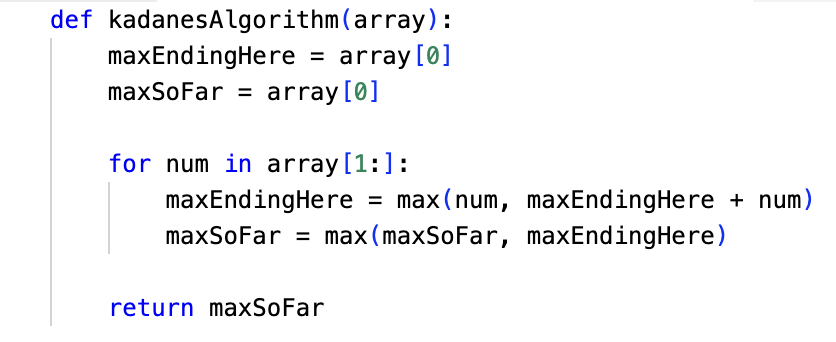 def kadanesAlgorithm(array):
    maxEndingHere = array[0]
    maxSoFar = array[0]

    for num in array[1:]:
        maxEndingHere = max(num, maxEndingHere + num)
        maxSoFar = max(maxSoFar, maxEndingHere)

    return maxSoFar